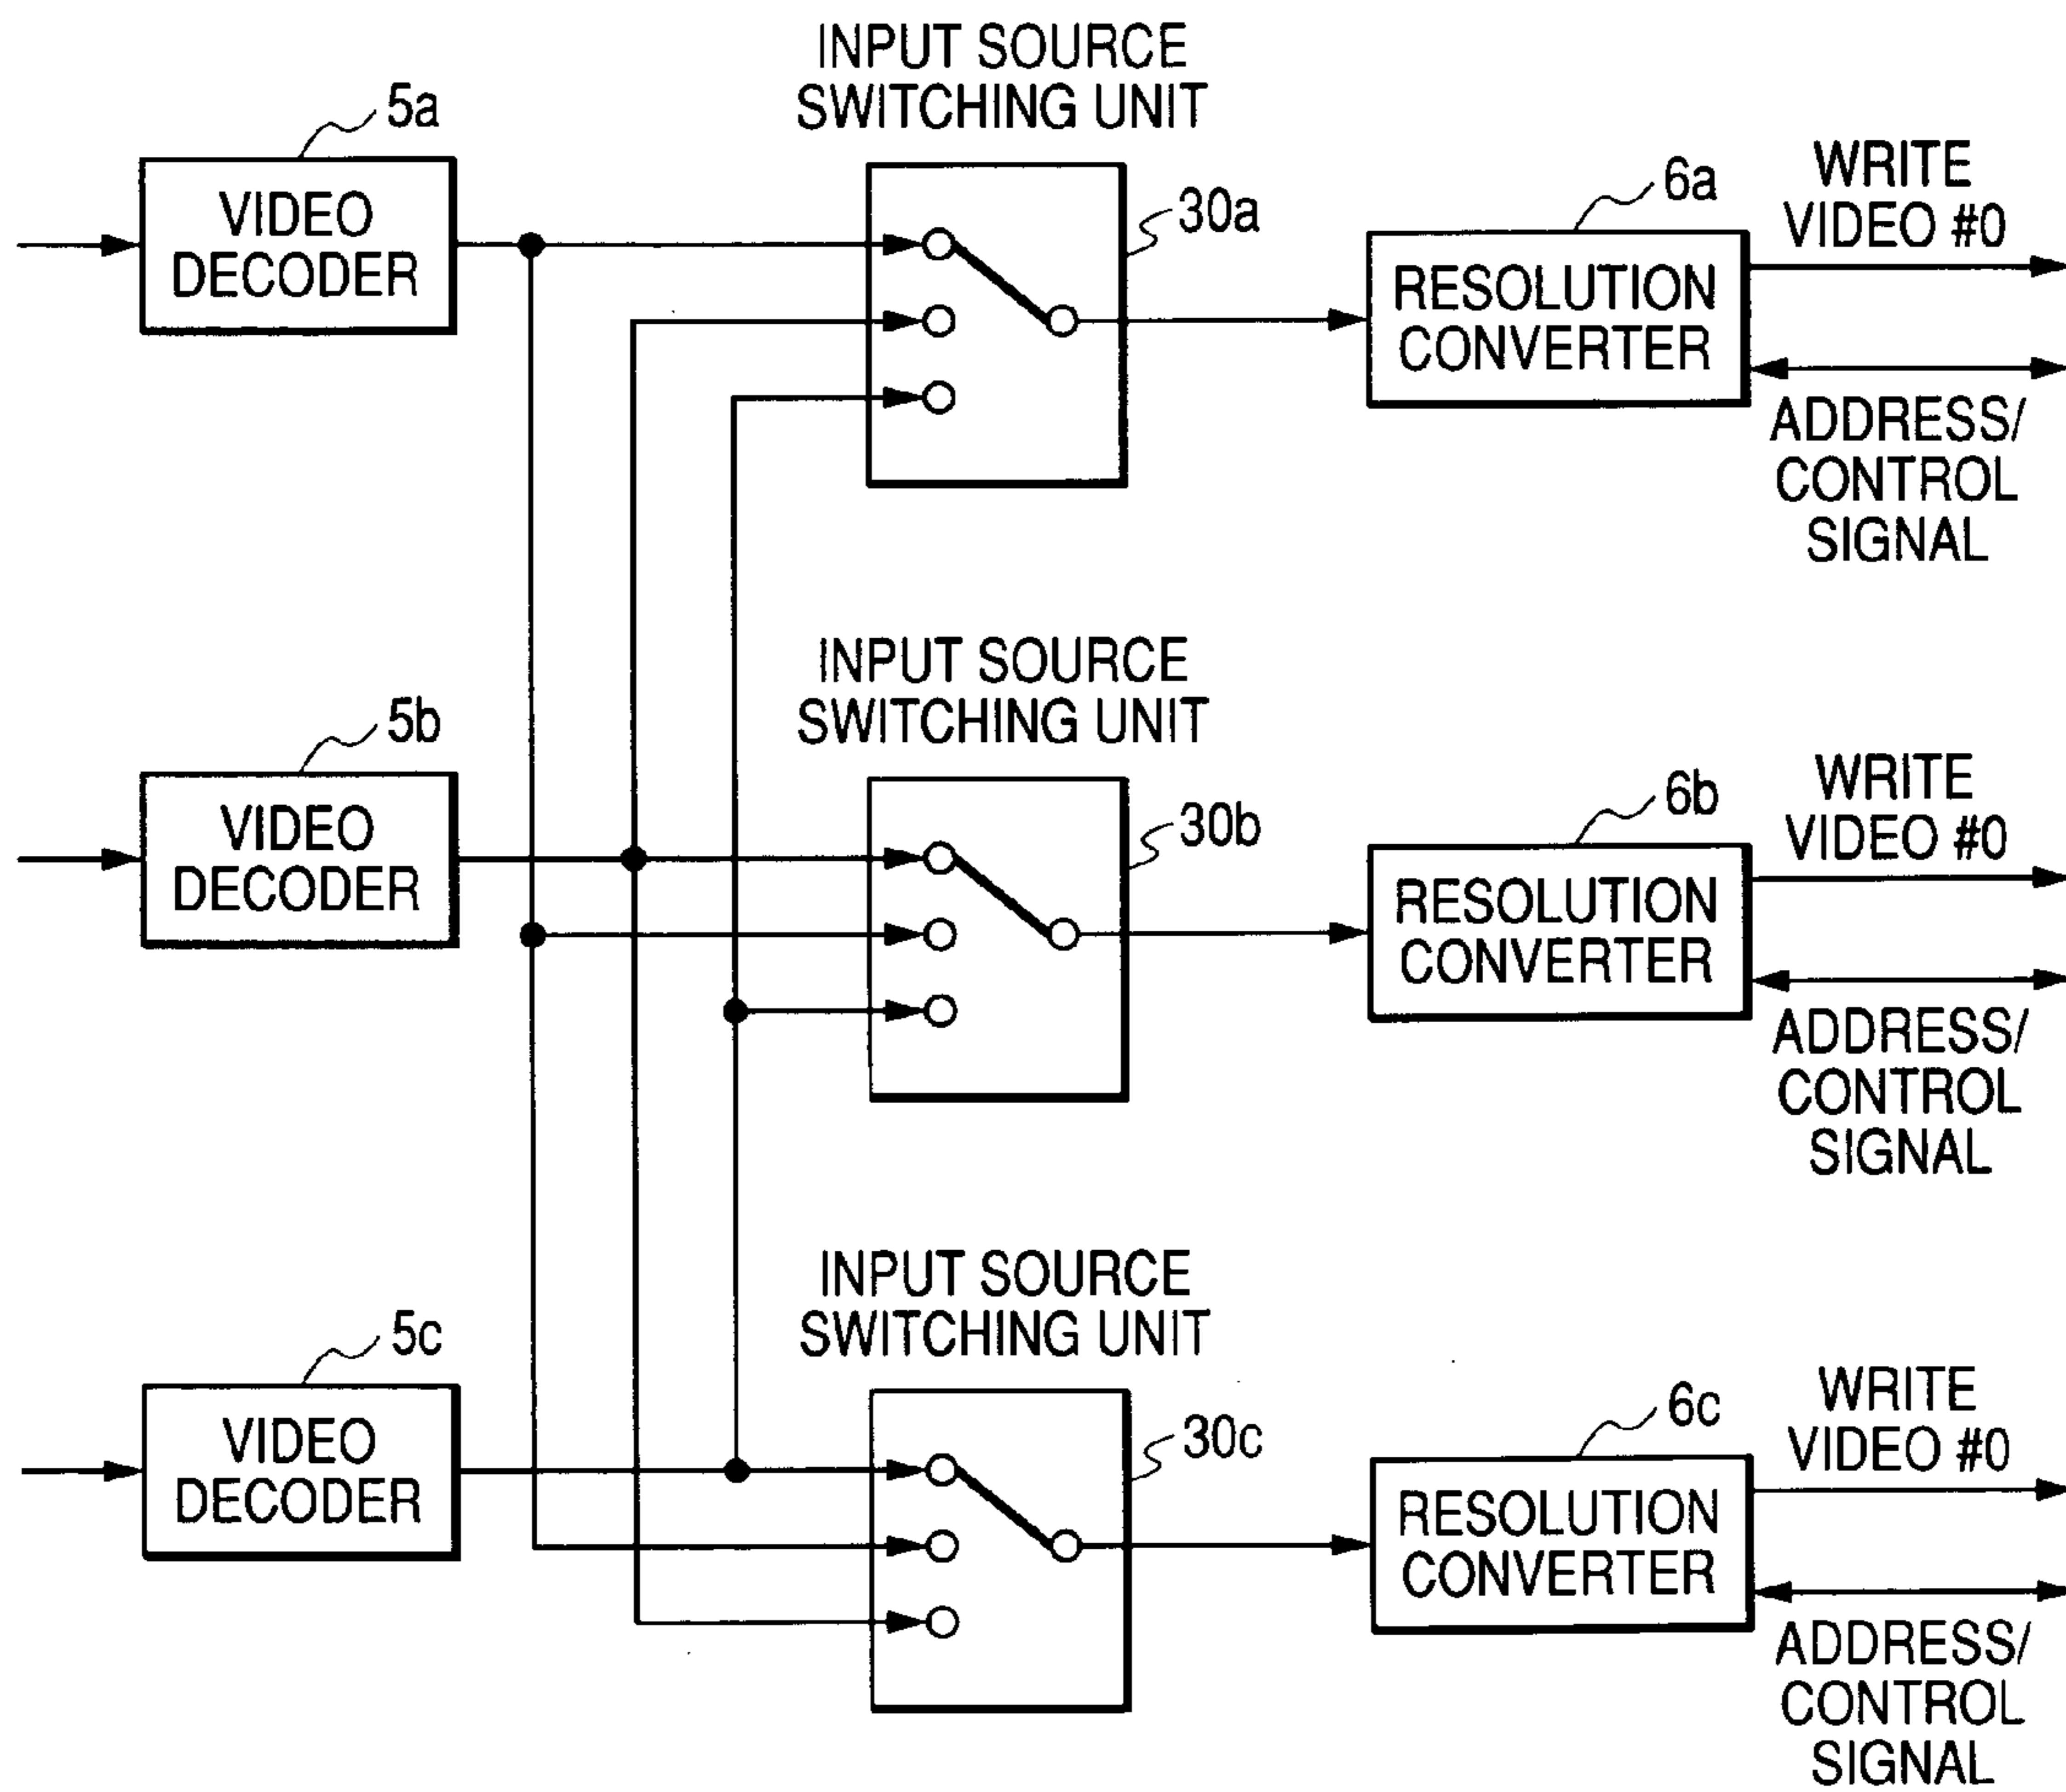 INPUT SOURCE
SWITCHING UNIT
5a
VIDEO
DECODER
30a
6a
RESOLUTION
CONVERTER
WRITE
VIDEO #0
ADDRESS/
CONTROL
SIGNAL
INPUT SOURCE
SWITCHING UNIT
5b
VIDEO
DECODER
30b
6b
RESOLUTION
CONVERTER
WRITE
VIDEO #0
ADDRESS/
CONTROL
SIGNAL
INPUT SOURCE
SWITCHING UNIT
5c
VIDEO
DECODER
30c
6c
RESOLUTION
CONVERTER
WRITE
VIDEO #0
ADDRESS/
CONTROL
SIGNAL